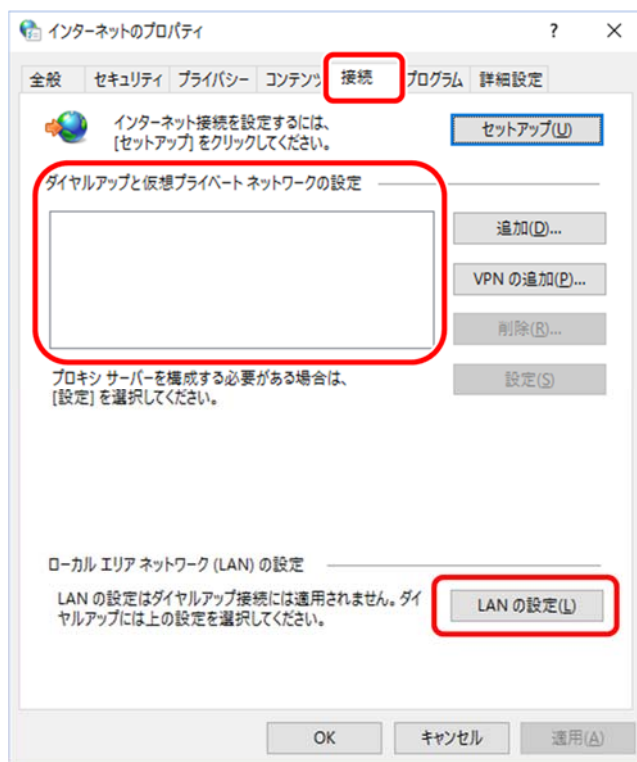 インターネットのプロパティ
?
×
全般 セキュリティ プライバシー コンテンツ 接続 プログラム 詳細設定
インターネット接続を設定するには、
[セットアップ] をクリックしてください。
セットアップ(U)
ダイヤルアップと仮想プライベート ネットワークの設定
追加(D)...
VPN の追加(P)...
削除(R)...
プロキシ サーバーを構成する必要がある場合は、
[設定] を選択してください。
設定(S)
ローカル エリア ネットワーク (LAN) の設定
LAN の設定はダイヤルアップ接続には適用されません。ダイ
ヤルアップには上の設定を選択してください。
LAN の設定(L)
OK キャンセル 適用(A)